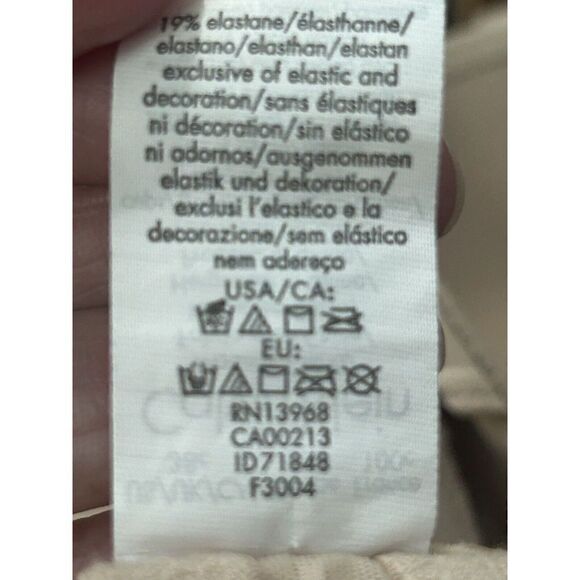 19% elastane/élasthanne/
elastano/elasthan/elastan
exclusive of elastic and
decoration/sans élastiques
ni décoration/sin elástico
ni adornos/ausgenommen
elastik und dekoration/
exclusi l'elastico e la
decorazione/sem elástico
nem adereço
USA/CA:
EU:
RN13968
CA00213
ID71848
F3004